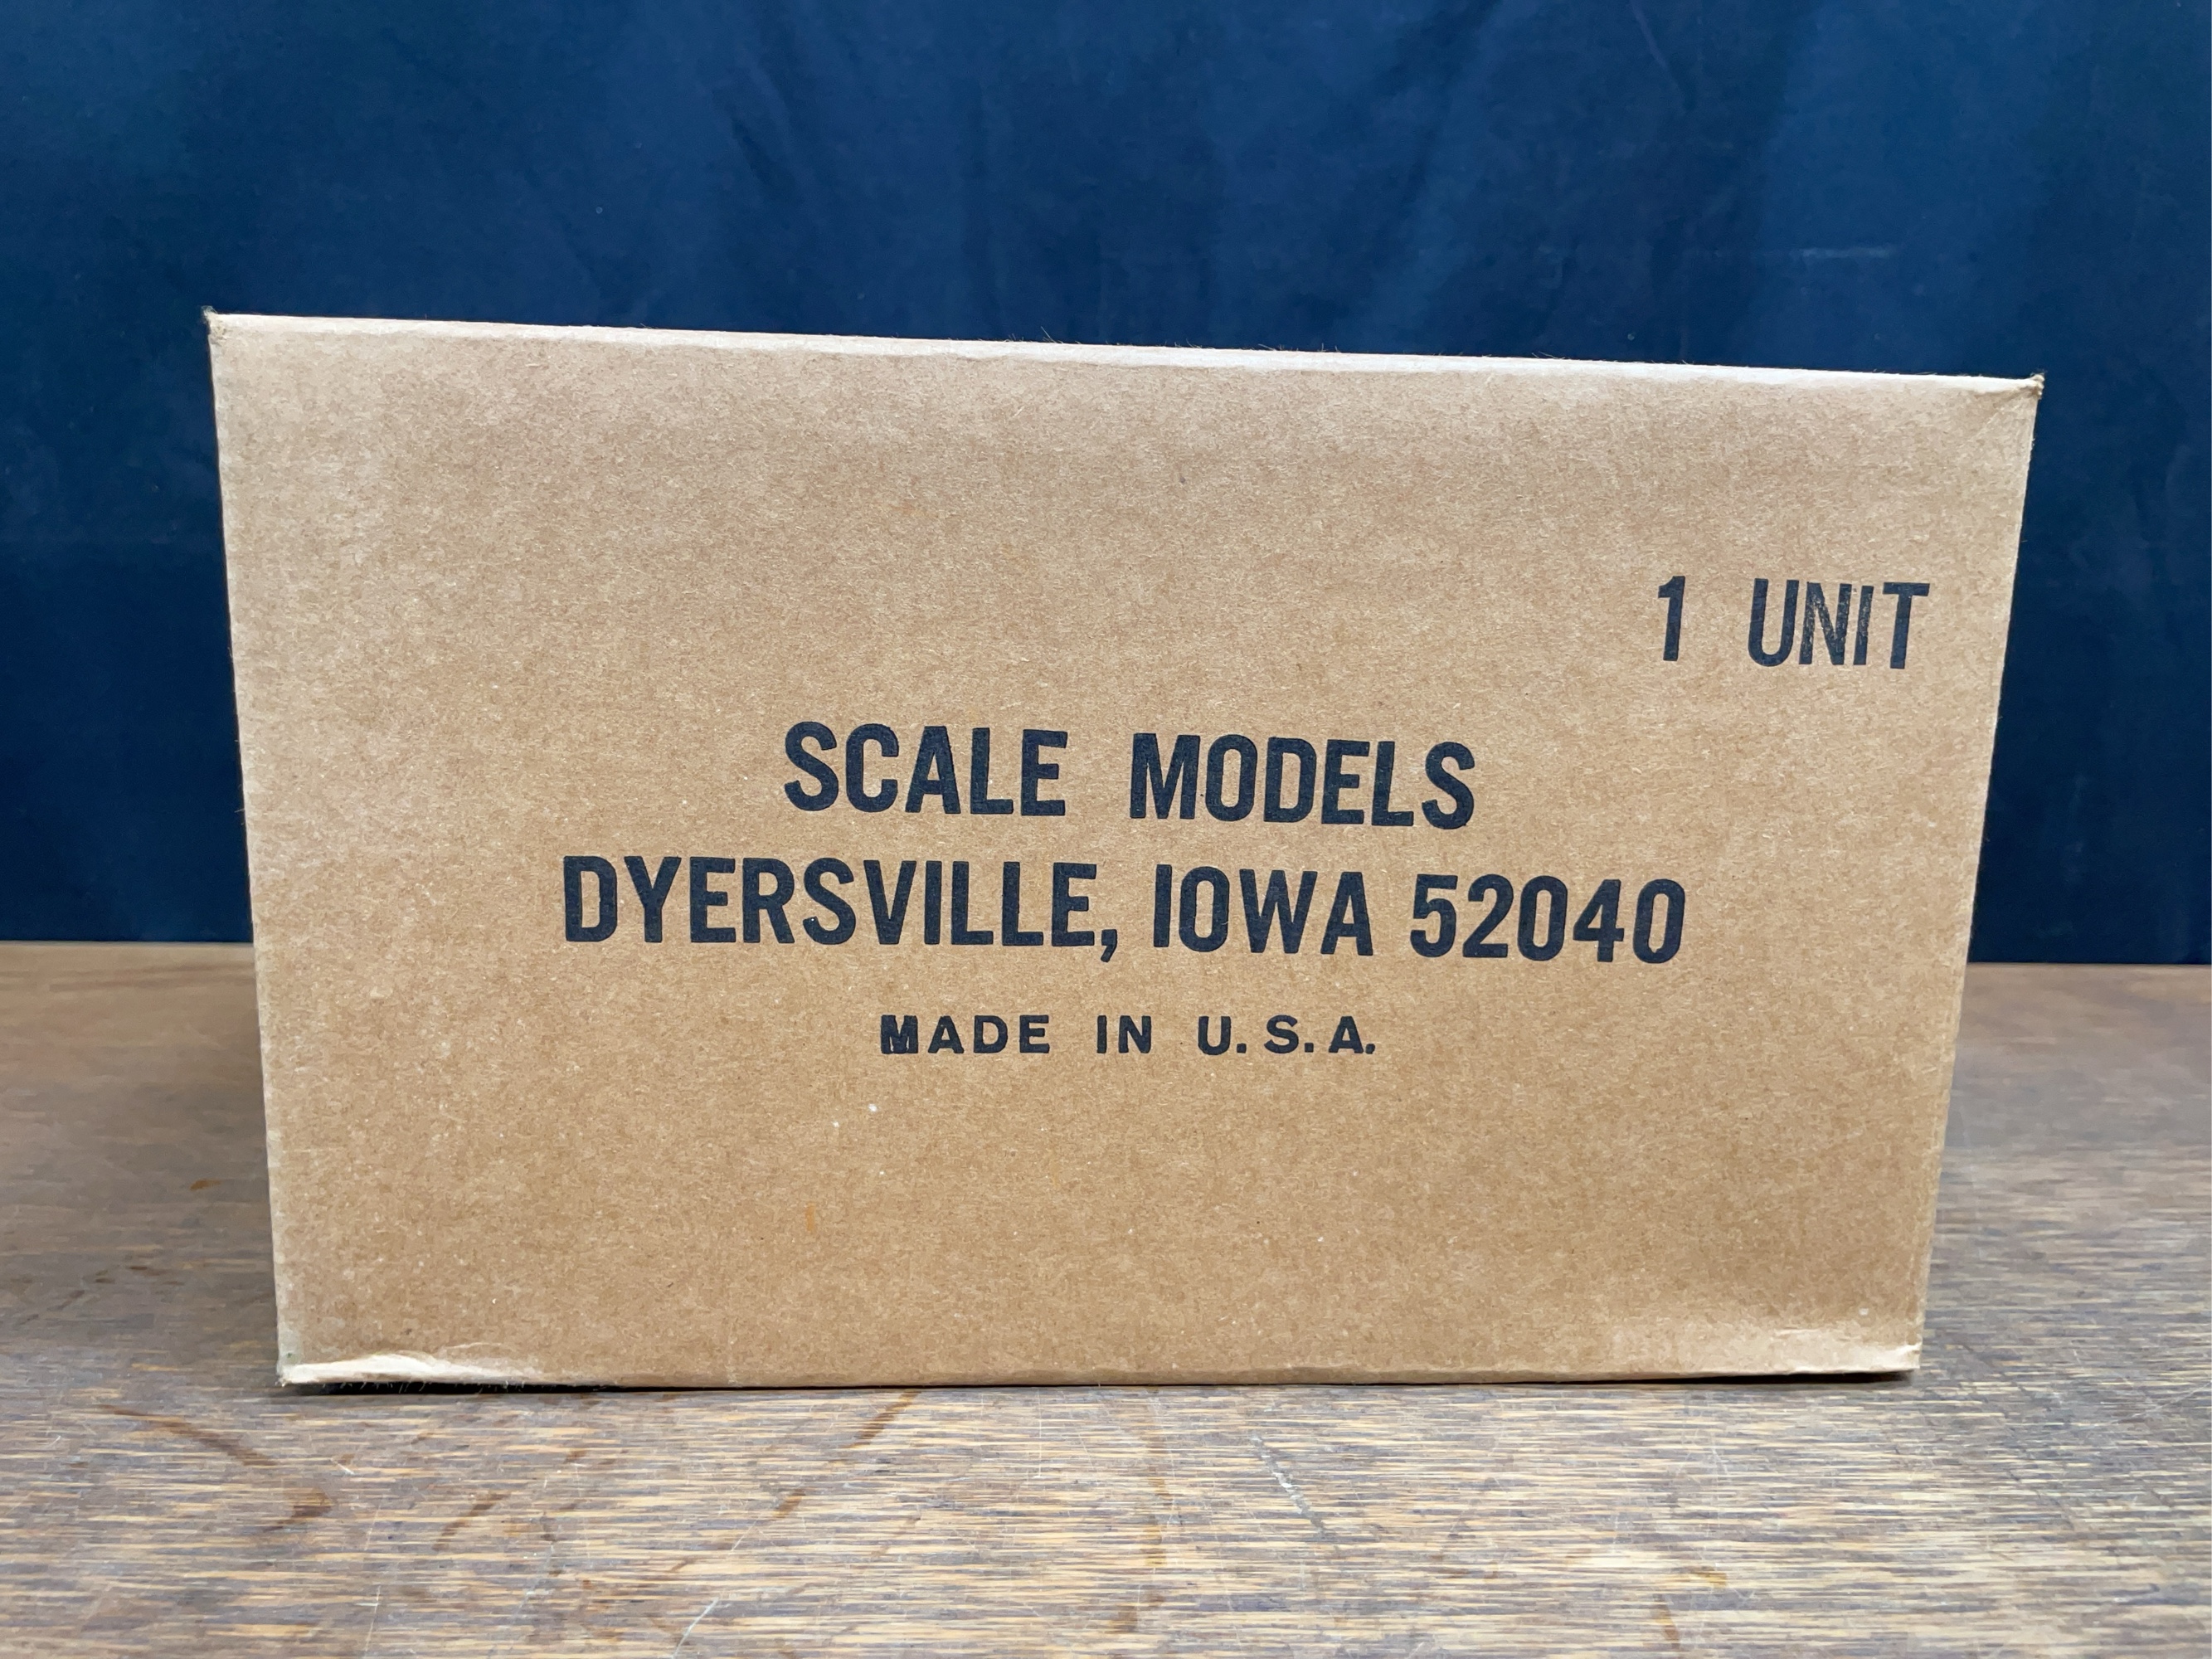 1 UNIT
SCALE MODELS
DYERSVILLE, IOWA 52040
MADE IN U.S.A.